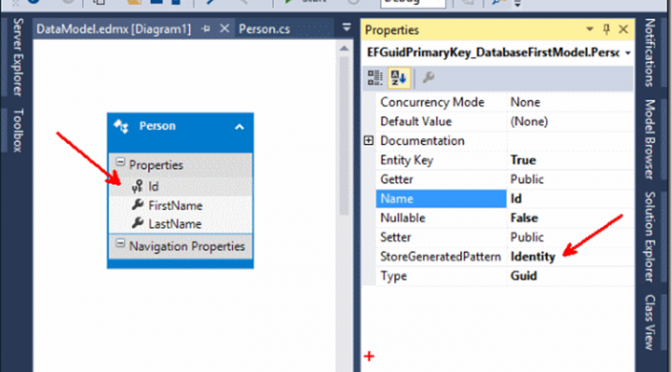 Start
Debug
DataModel.edmx [Diagram1]
Person.cs
Server Explorer
Toolbox
Person
Properties
Id
FirstName
LastName
Navigation Properties
Properties
EFGuidPrimaryKey_DatabaseFirstModel.Perso
Concurrency Mode None
Default Value (None)
Documentation
Entity Key True
Getter Public
Name Id
Nullable False
Setter Public
StoreGeneratedPattern Identity
Type Guid
Notifications
Model Browser
Solution Explorer
Class View